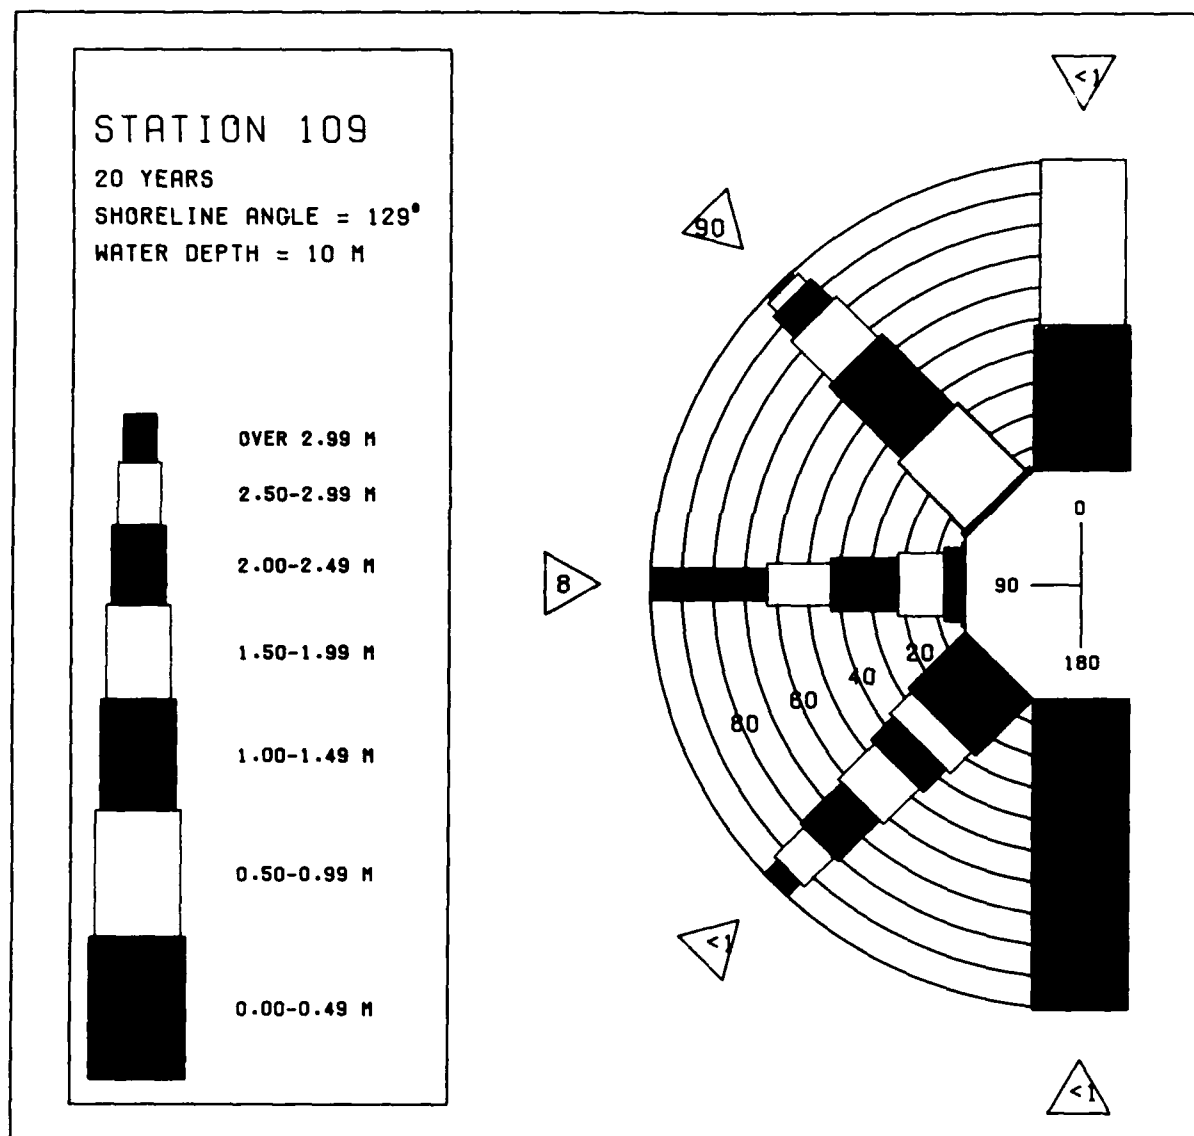 STATION 109
20 YEARS
SHORELINE ANGLE = 129°
WATER DEPTH = 10 M
OVER 2.99 M
2.50-2.99 M
2.00-2.49 M
1.50-1.99 M
1.00-1.49 M
0.50-0.99 M
0.00-0.49 M
<1
90
8
0
90
180
20
40
60
80
<1
<1